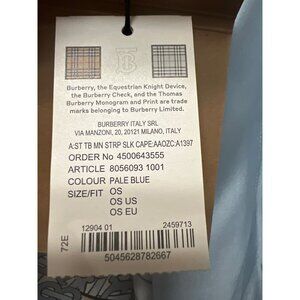 Burberry, the Equestrian Knight Device,
the Burberry Check, and the Thomas
Burberry Monogram and Print are trade
marks belonging to Burberry Limited.
BURBERRY ITALY SRL
VIA MANZONI, 20, 20121 MILANO, ITALY
A:ST TB MN STRP SLK CAPE:AAOZC:A1397
ORDER No 4500643555
ARTICLE 8056093 1001
COLOUR PALE BLUE
SIZE/FIT OS
OS US
OS EU
72E
12904 01 2459713
5045628782667